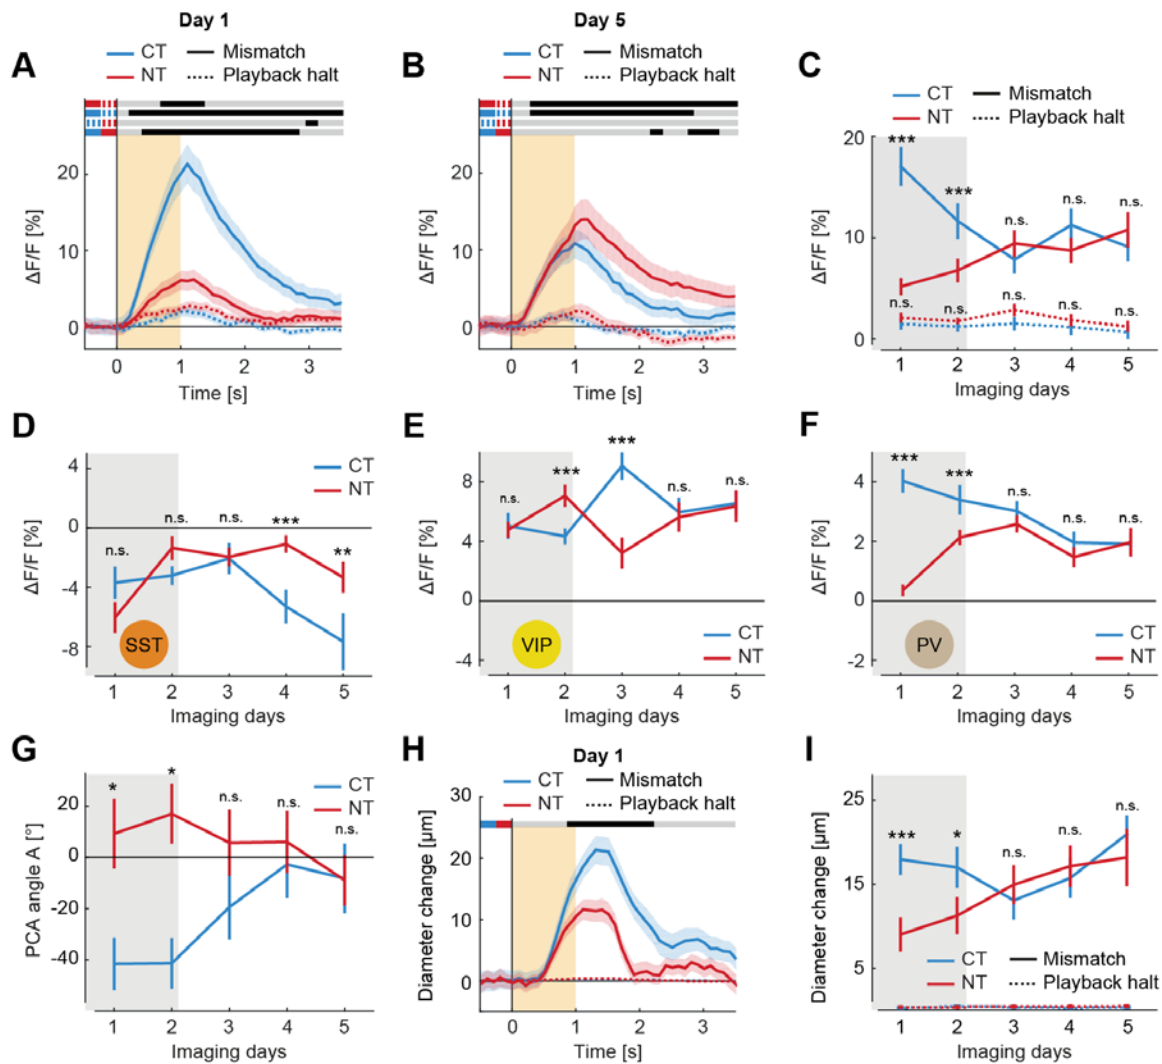 Day 1
Day 5
A
CT
Mismatch
NT
Playback halt
ΔF/F [%]
20
10
0
0
1
2
3
Time [s]
B
CT
Mismatch
NT
Playback halt
ΔF/F [%]
20
10
0
0
1
2
3
Time [s]
C
CT
Mismatch
NT
Playback halt
ΔF/F [%]
20
10
0
***
***
n.s.
n.s.
n.s.
n.s.
n.s.
n.s.
n.s.
n.s.
1
2
3
4
5
Imaging days
D
CT
NT
ΔF/F [%]
4
0
-4
-8
n.s.
n.s.
n.s.
***
**
SST
1
2
3
4
5
Imaging days
E
ΔF/F [%]
8
4
0
-4
n.s.
***
***
n.s.
n.s.
VIP
CT
NT
1
2
3
4
5
Imaging days
F
ΔF/F [%]
4
2
0
-2
***
***
n.s.
n.s.
n.s.
PV
CT
NT
1
2
3
4
5
Imaging days
G
CT
NT
PCA angle A [°]
20
0
-20
-40
*
*
n.s.
n.s.
n.s.
1
2
3
4
5
Imaging days
H
Day 1
CT
Mismatch
NT
Playback halt
Diameter change [µm]
30
20
10
0
0
1
2
3
Time [s]
I
Diameter change [µm]
25
15
5
***
*
n.s.
n.s.
n.s.
CT
Mismatch
NT
Playback halt
1
2
3
4
5
Imaging days